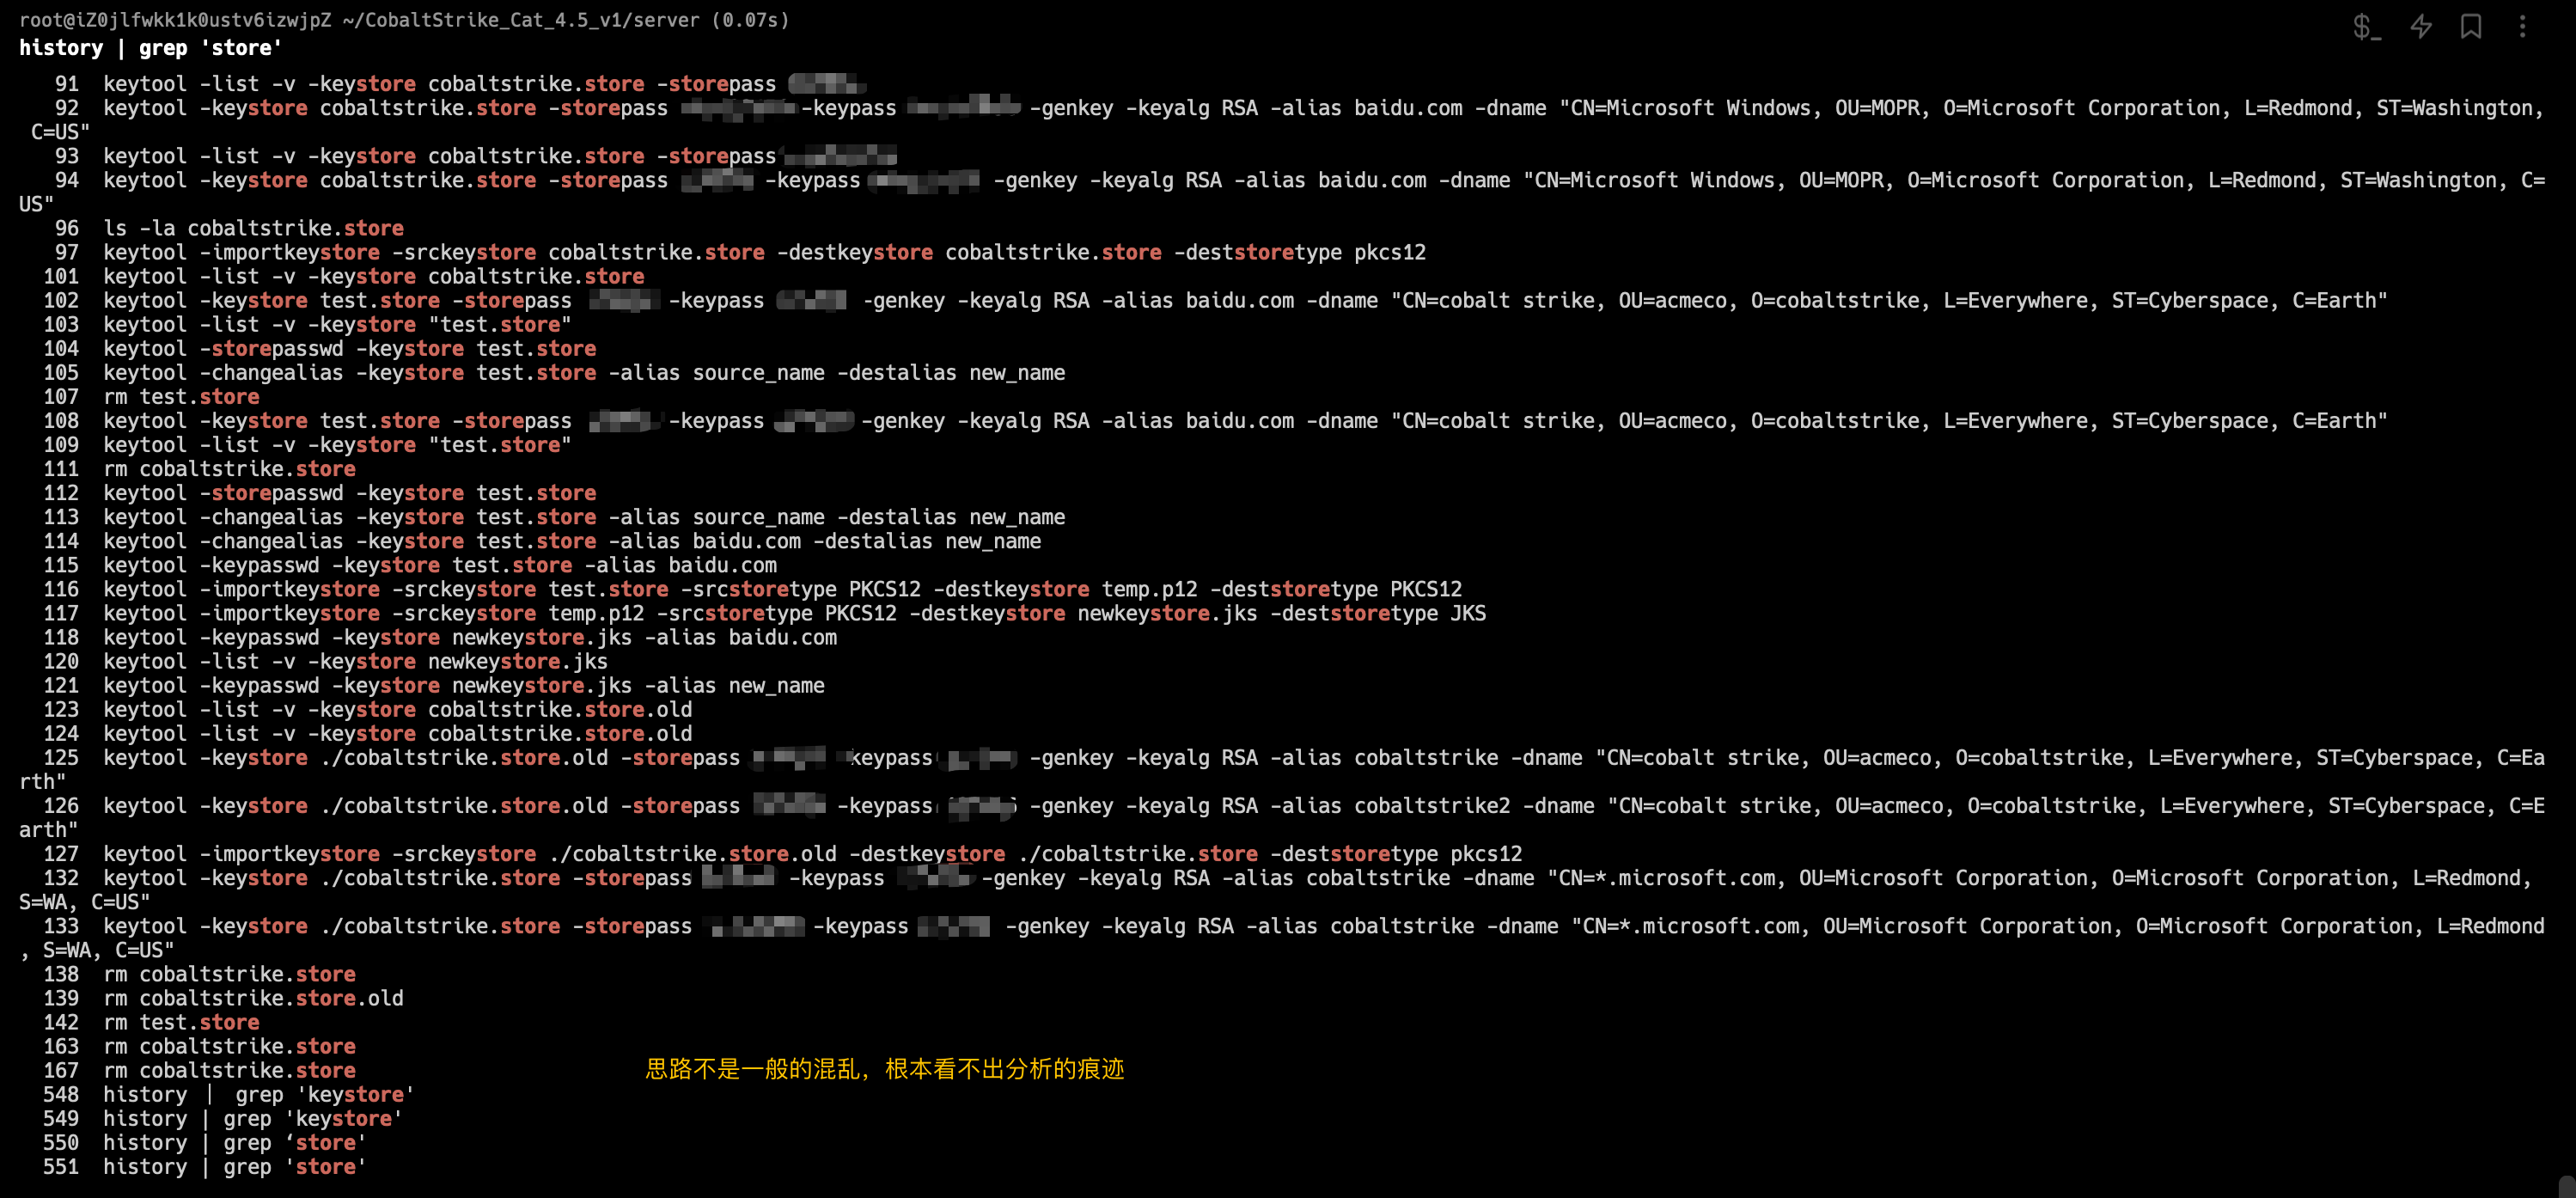 root@iZ0jlfwkk1k0ustv6izwjpZ ~/CobaltStrike_Cat_4.5_v1/server (0.07s)
history | grep 'store'
91 keytool -list -v -keystore cobaltstrike.store -storepass
92 keytool -keystore cobaltstrike.store -storepass -keypass -genkey -keyalg RSA -alias baidu.com -dname "CN=Microsoft Windows, OU=MOPR, O=Microsoft Corporation, L=Redmond, ST=Washington,
C=US"
93 keytool -list -v -keystore cobaltstrike.store -storepass
94 keytool -keystore cobaltstrike.store -storepass -keypass -genkey -keyalg RSA -alias baidu.com -dname "CN=Microsoft Windows, OU=MOPR, O=Microsoft Corporation, L=Redmond, ST=Washington, C=
US"
96 ls -la cobaltstrike.store
97 keytool -importkeystore -srckeystore cobaltstrike.store -destkeystore cobaltstrike.store -deststoretype pkcs12
101 keytool -list -v -keystore cobaltstrike.store
102 keytool -keystore test.store -storepass -keypass -genkey -keyalg RSA -alias baidu.com -dname "CN=cobalt strike, OU=acmeco, O=cobaltstrike, L=Everywhere, ST=Cyberspace, C=Earth"
103 keytool -list -v -keystore "test.store"
104 keytool -storepasswd -keystore test.store
105 keytool -changealias -keystore test.store -alias source_name -destalias new_name
107 rm test.store
108 keytool -keystore test.store -storepass -keypass -genkey -keyalg RSA -alias baidu.com -dname "CN=cobalt strike, OU=acmeco, O=cobaltstrike, L=Everywhere, ST=Cyberspace, C=Earth"
109 keytool -list -v -keystore "test.store"
111 rm cobaltstrike.store
112 keytool -storepasswd -keystore test.store
113 keytool -changealias -keystore test.store -alias source_name -destalias new_name
114 keytool -changealias -keystore test.store -alias baidu.com -destalias new_name
115 keytool -keypasswd -keystore test.store -alias baidu.com
116 keytool -importkeystore -srckeystore test.store -srcstoretype PKCS12 -destkeystore temp.p12 -deststoretype PKCS12
117 keytool -importkeystore -srckeystore temp.p12 -srcstoretype PKCS12 -destkeystore newkeystore.jks -deststoretype JKS
118 keytool -keypasswd -keystore newkeystore.jks -alias baidu.com
120 keytool -list -v -keystore newkeystore.jks
121 keytool -keypasswd -keystore newkeystore.jks -alias new_name
123 keytool -list -v -keystore cobaltstrike.store.old
124 keytool -list -v -keystore cobaltstrike.store.old
125 keytool -keystore ./cobaltstrike.store.old -storepass keypass -genkey -keyalg RSA -alias cobaltstrike -dname "CN=cobalt strike, OU=acmeco, O=cobaltstrike, L=Everywhere, ST=Cyberspace, C=Ea
rth"
126 keytool -keystore ./cobaltstrike.store.old -storepass -keypass -genkey -keyalg RSA -alias cobaltstrike2 -dname "CN=cobalt strike, OU=acmeco, O=cobaltstrike, L=Everywhere, ST=Cyberspace, C=E
arth"
127 keytool -importkeystore -srckeystore ./cobaltstrike.store.old -destkeystore ./cobaltstrike.store -deststoretype pkcs12
132 keytool -keystore ./cobaltstrike.store -storepass -keypass -genkey -keyalg RSA -alias cobaltstrike -dname "CN=*.microsoft.com, OU=Microsoft Corporation, O=Microsoft Corporation, L=Redmond,
S=WA, C=US"
133 keytool -keystore ./cobaltstrike.store -storepass -keypass -genkey -keyalg RSA -alias cobaltstrike -dname "CN=*.microsoft.com, OU=Microsoft Corporation, O=Microsoft Corporation, L=Redmond
, S=WA, C=US"
138 rm cobaltstrike.store
139 rm cobaltstrike.store.old
142 rm test.store
163 rm cobaltstrike.store
167 rm cobaltstrike.store
思路不是一般的混乱，根本看不出分析的痕迹
548 history ｜ grep 'keystore'
549 history | grep 'keystore'
550 history | grep ‘store'
551 history | grep 'store'